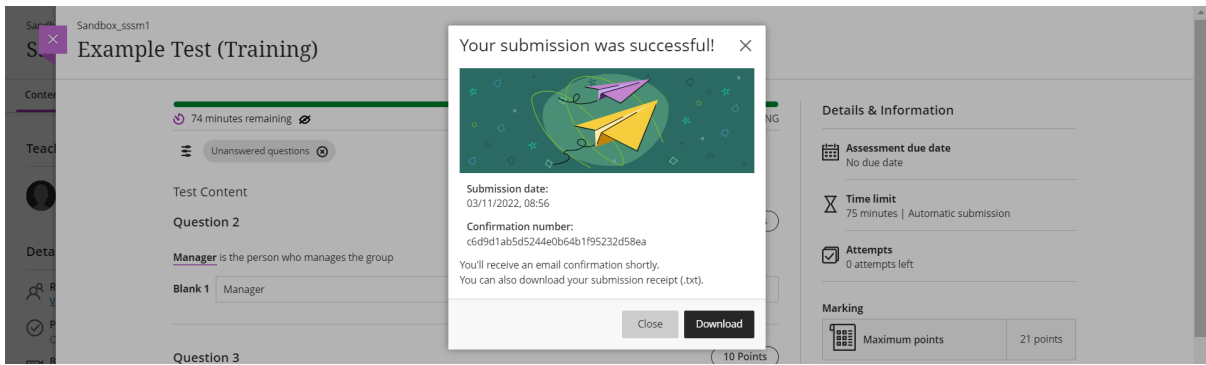 Sandbox_sssm1
Example Test (Training)
Conter
74 minutes remaining
NG
Unanswered questions
Teac
Test Content
Question 2
Manager is the person who manages the group
Blank 1 Manager
Deta
Question 3
10 Points
Your submission was successful!
Submission date:
03/11/2022, 08:56
Confirmation number:
c6d9d1ab5d5244e0b64b1f95232d58ea
You'll receive an email confirmation shortly.
You can also download your submission receipt (.txt).
Close Download
Details & Information
Assessment due date
No due date
Time limit
75 minutes | Automatic submission
Attempts
0 attempts left
Marking
Maximum points 21 points